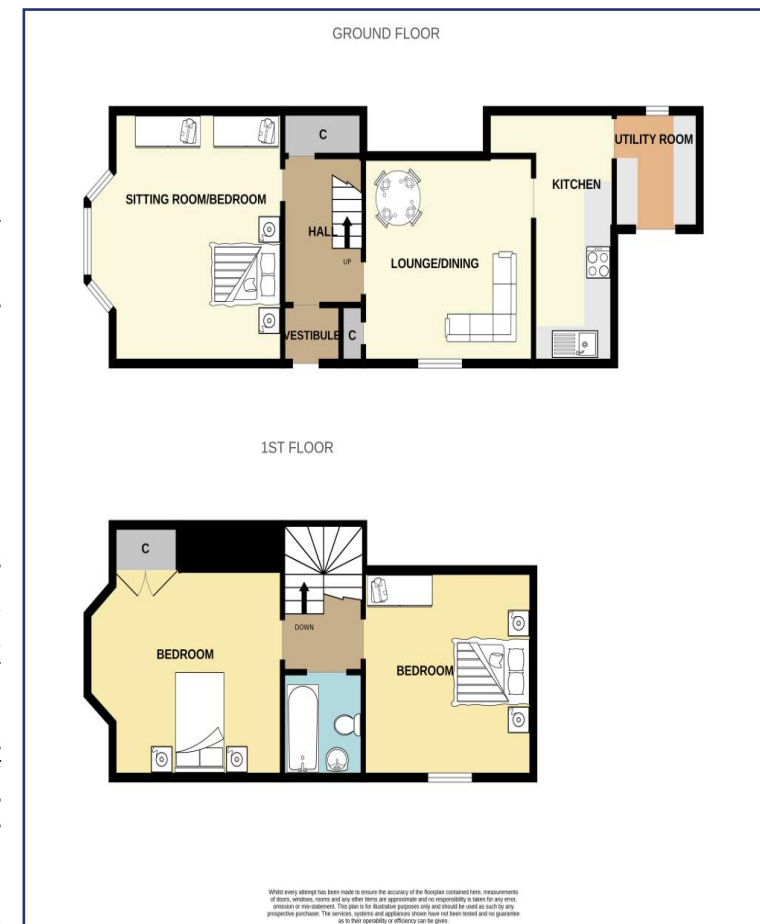 GROUND FLOOR
C
UTILITY ROOM
KITCHEN
SITTING ROOM/BEDROOM
HALL
UP
LOUNGE/DINING
VESTIBULE
C
1ST FLOOR
C
DOWN
BEDROOM
BEDROOM
Whilst every attempt has been made to ensure the accuracy of the floorplan contained here, measurements
of doors, windows, rooms and any other items are approximate and no responsibility is taken for any error,
omission or mis-statement. This plan is for illustrative purposes only and should be used as such by any
prospective purchaser. The services, systems and appliances shown have not been tested and no guarantee
as to their operability or efficiency can be given.